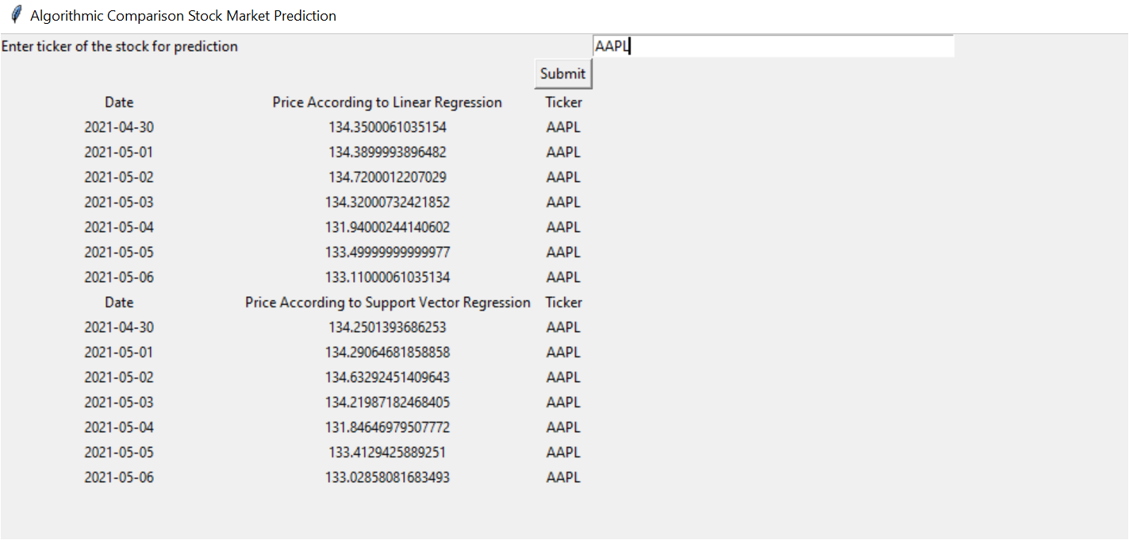 Algorithmic Comparison Stock Market Prediction
Enter ticker of the stock for prediction AAPL
Submit
Date Price According to Linear Regression Ticker
2021-04-30 134.3500061035154 AAPL
2021-05-01 134.3899993896482 AAPL
2021-05-02 134.7200012207029 AAPL
2021-05-03 134.32000732421852 AAPL
2021-05-04 131.94000244140602 AAPL
2021-05-05 133.49999999999977 AAPL
2021-05-06 133.11000061035134 AAPL
Date Price According to Support Vector Regression Ticker
2021-04-30 134.2501393686253 AAPL
2021-05-01 134.29064681858858 AAPL
2021-05-02 134.63292451409643 AAPL
2021-05-03 134.21987182468405 AAPL
2021-05-04 131.84646979507772 AAPL
2021-05-05 133.4129425889251 AAPL
2021-05-06 133.02858081683493 AAPL